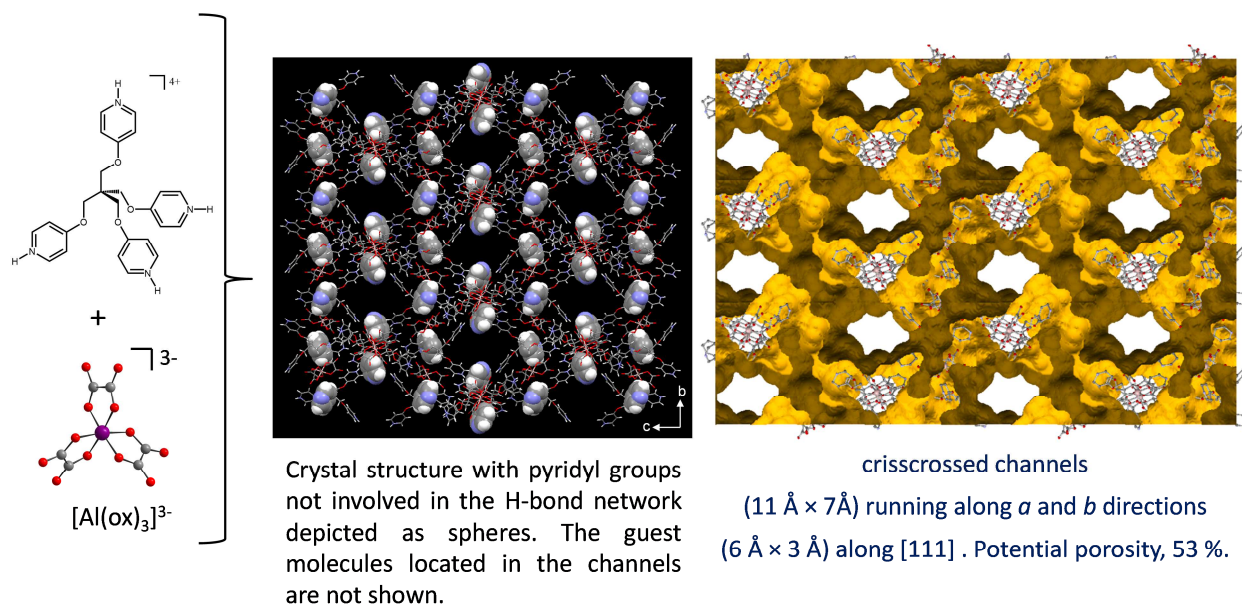 H
N
4+
O
O
O
O
N
H
N
H
N
H
+
3-
[Al(ox)₃]³⁻
b
c
Crystal structure with pyridyl groups
not involved in the H-bond network
depicted as spheres. The guest
molecules located in the channels
are not shown.
crisscrossed channels
(11 Å × 7Å) running along a and b directions
(6 Å × 3 Å) along [111] . Potential porosity, 53 %.